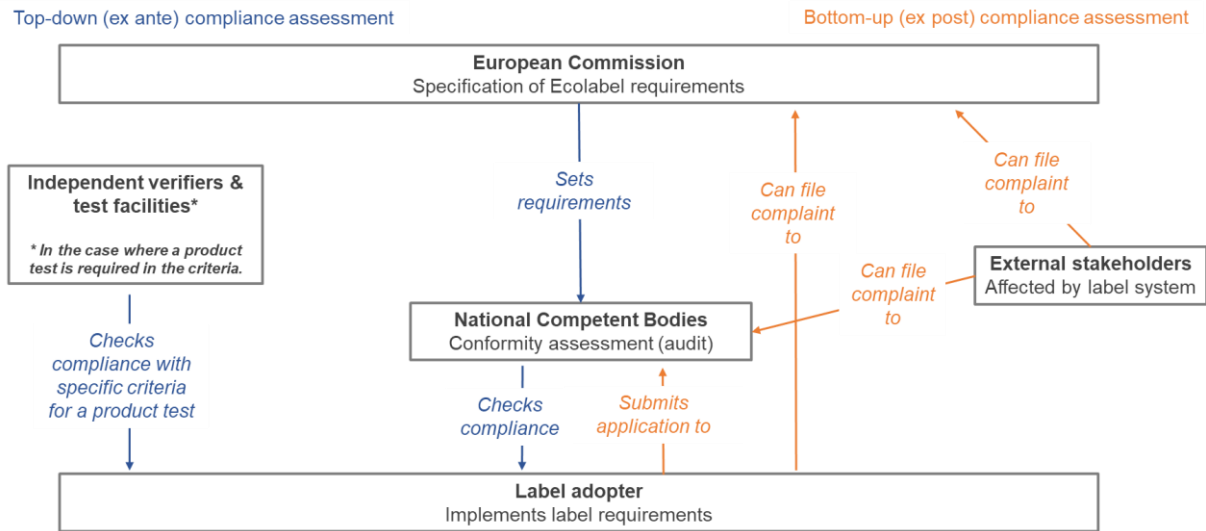 Top-down (ex ante) compliance assessment
Bottom-up (ex post) compliance assessment
European Commission
Specification of Ecolabel requirements
Independent verifiers &
test facilities*
* In the case where a product
test is required in the criteria.
Sets
requirements
Can file
complaint
to
Can file
complaint
to
External stakeholders
Affected by label system
Can file
complaint
to
National Competent Bodies
Conformity assessment (audit)
Checks
compliance with
specific criteria
for a product test
Checks
compliance
Submits
application to
Label adopter
Implements label requirements